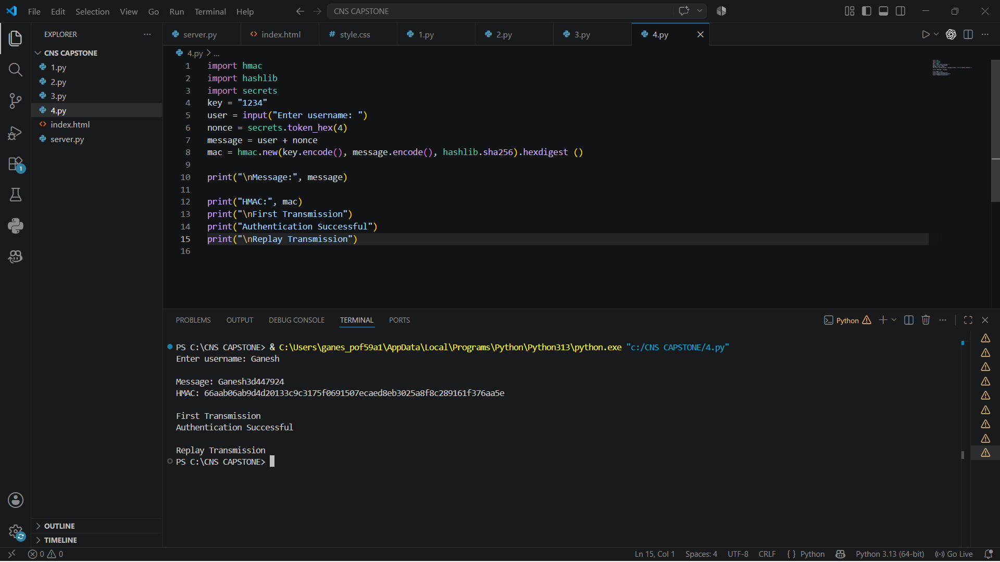 File Edit Selection View Go Run Terminal Help
CNS CAPSTONE
EXPLORER
CNS CAPSTONE
1.py
2.py
3.py
4.py
index.html
server.py
OUTLINE
TIMELINE
server.py
index.html
style.css
1.py
2.py
3.py
4.py
4.py > ...
1 import hmac
2 import hashlib
3 import secrets
4 key = "1234"
5 user = input("Enter username: ")
6 nonce = secrets.token_hex(4)
7 message = user + nonce
8 mac = hmac.new(key.encode(), message.encode(), hashlib.sha256).hexdigest ()
9
10 print("\nMessage:", message)
11
12 print("HMAC:", mac)
13 print("\nFirst Transmission")
14 print("Authentication Successful")
15 print("\nReplay Transmission")
16
PROBLEMS OUTPUT DEBUG CONSOLE TERMINAL PORTS
Python
PS C:\CNS CAPSTONE> & C:\Users\ganes_pof59a1\AppData\Local\Programs\Python\Python313\python.exe "c:/CNS CAPSTONE/4.py"
Enter username: Ganesh
Message: Ganesh3d447924
HMAC: 66aab06ab9d4d20133c9c3175f0691507ecaed8eb3025a8f8c289161f376aa5e
First Transmission
Authentication Successful
Replay Transmission
PS C:\CNS CAPSTONE>
1
0 0
Ln 15, Col 1 Spaces: 4 UTF-8 CRLF { } Python Python 3.13 (64-bit) Go Live